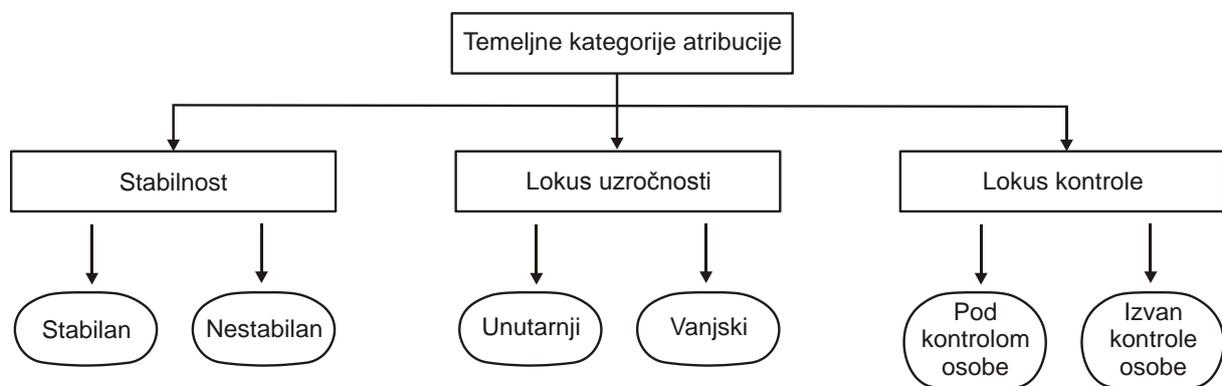 Temeljne kategorije atribucije
Stabilnost
Lokus uzročnosti
Lokus kontrole
Stabilan
Nestabilan
Unutarnji
Vanjski
Pod
kontrolom
osobe
Izvan
kontrole
osobe